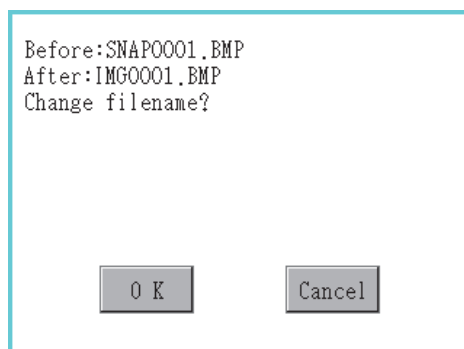 Before:SNAP0001.BMP
After:IMG0001.BMP
Change filename?
O K
Cancel